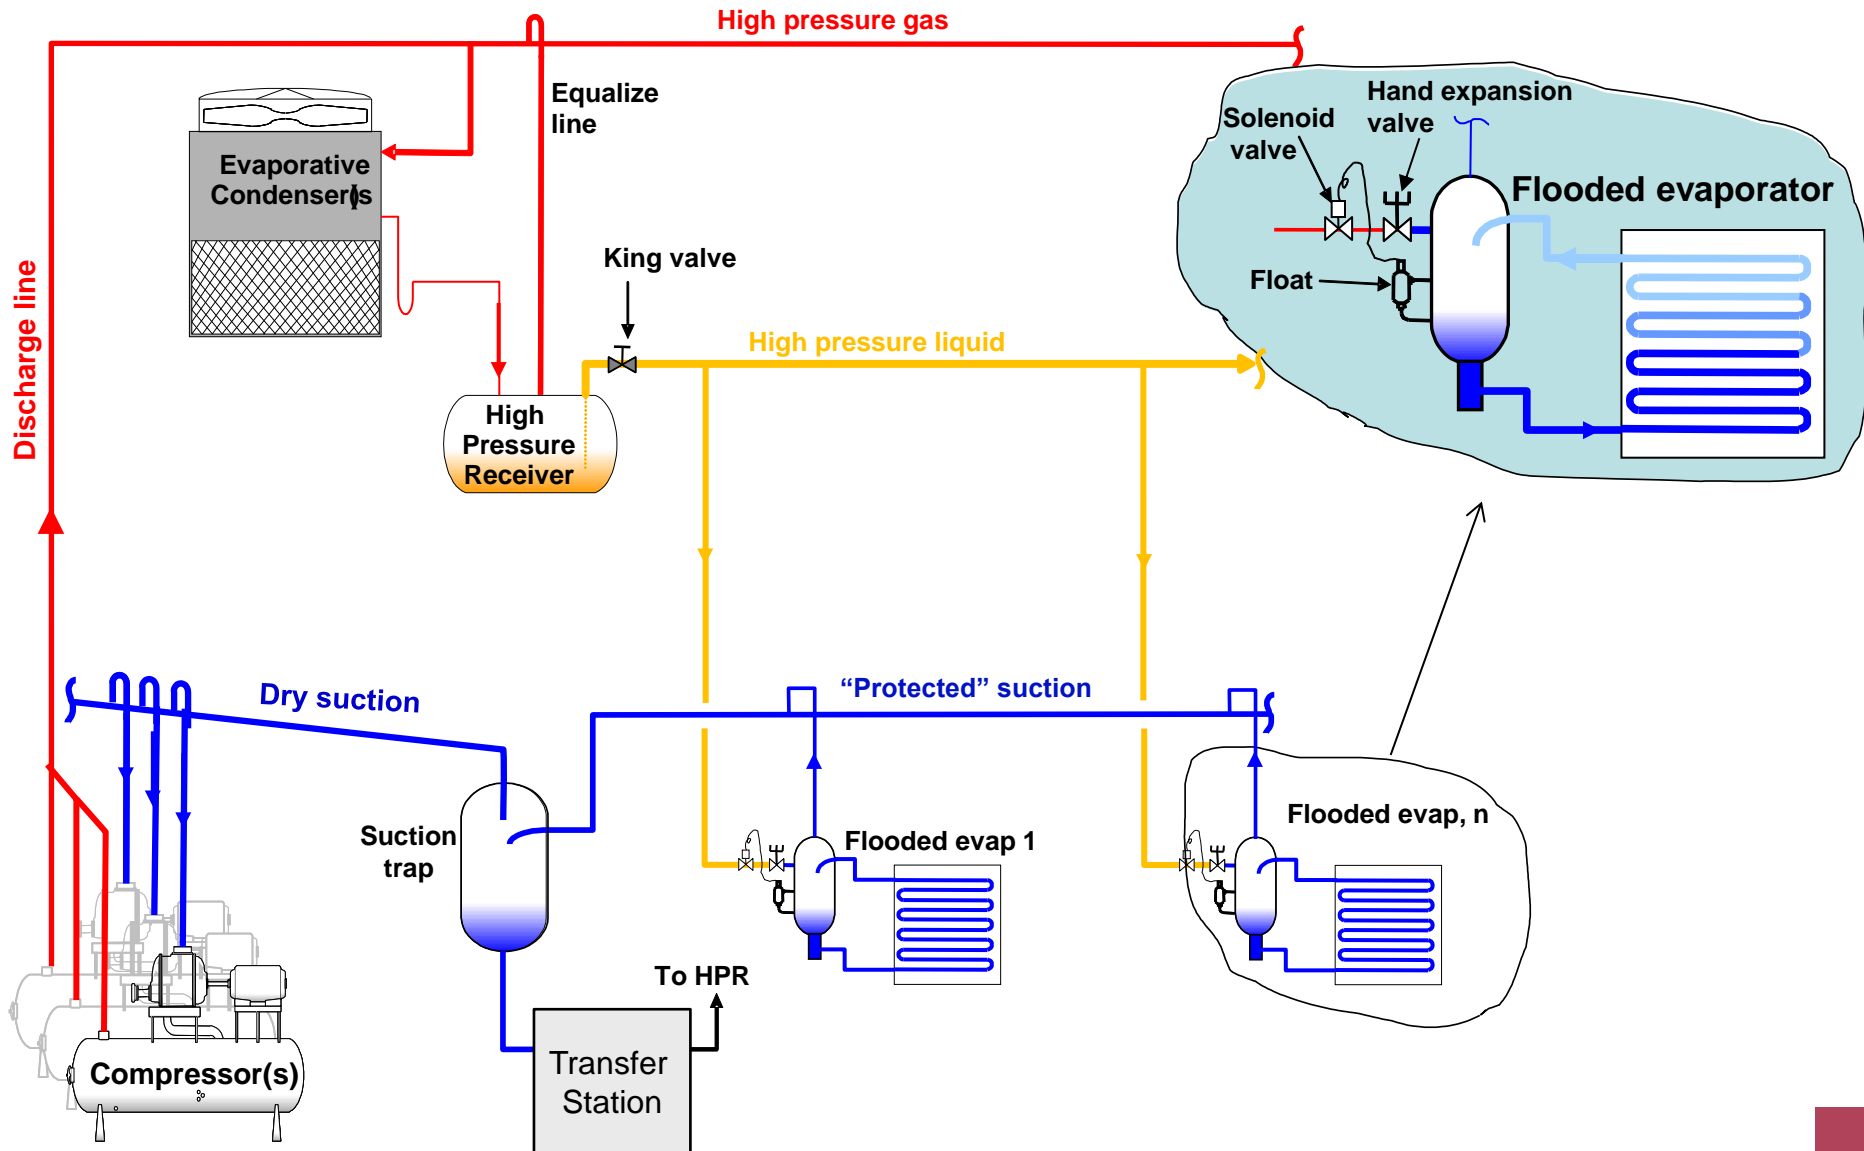 High pressure gas
Equalize
line
Evaporative
Condenser(s
King valve
High pressure liquid
High
Pressure
Receiver
Discharge line
Hand expansion
valve
Solenoid
valve
Flooded evaporator
Float
Dry suction
“Protected” suction
Suction
trap
Flooded evap 1
Flooded evap, n
To HPR
Transfer
Station
Compressor(s)